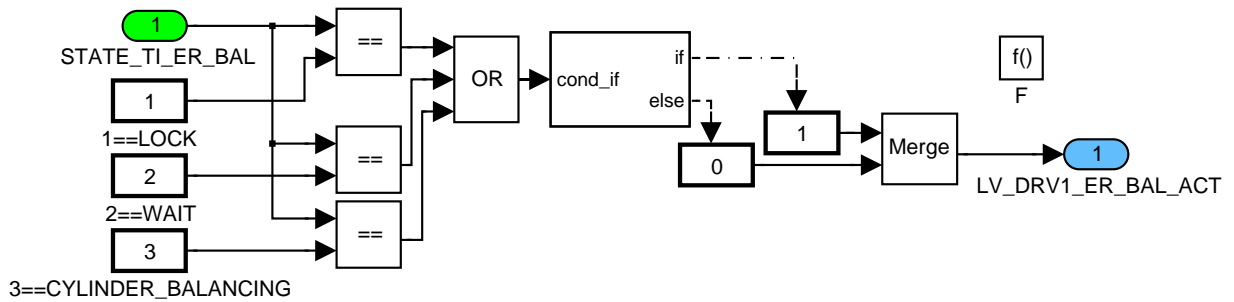 1
STATE_TI_ER_BAL
1
1==LOCK
2
2==WAIT
3
3==CYLINDER_BALANCING
==
==
==
OR
cond_if
if
else
1
0
Merge
f()
F
1
LV_DRV1_ER_BAL_ACT